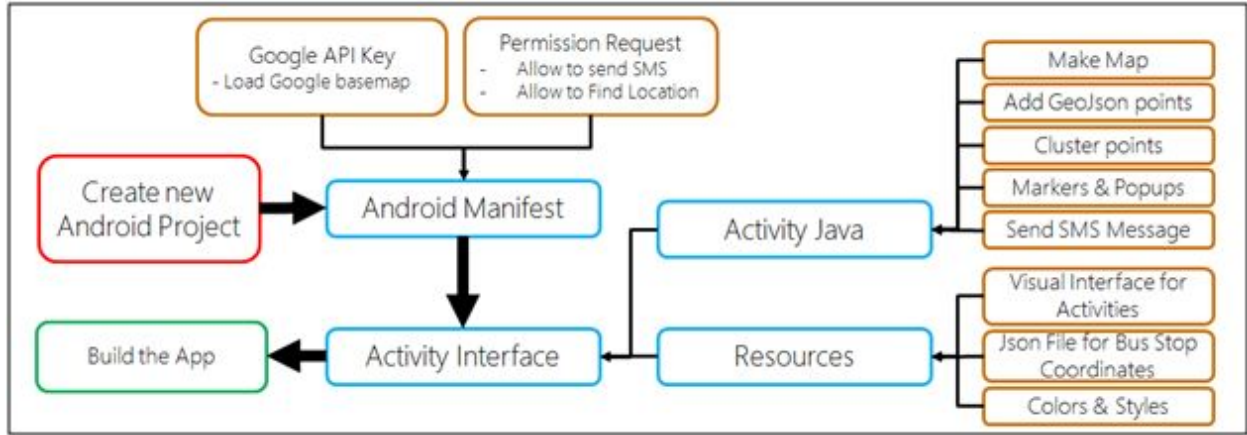 Google API Key
- Load Google basemap
Permission Request
- Allow to send SMS
- Allow to Find Location
Create new
Android Project
Android Manifest
Activity Java
Make Map
Add GeoJson points
Cluster points
Markers & Popups
Send SMS Message
Build the App
Activity Interface
Resources
Visual Interface for
Activities
Json File for Bus Stop
Coordinates
Colors & Styles